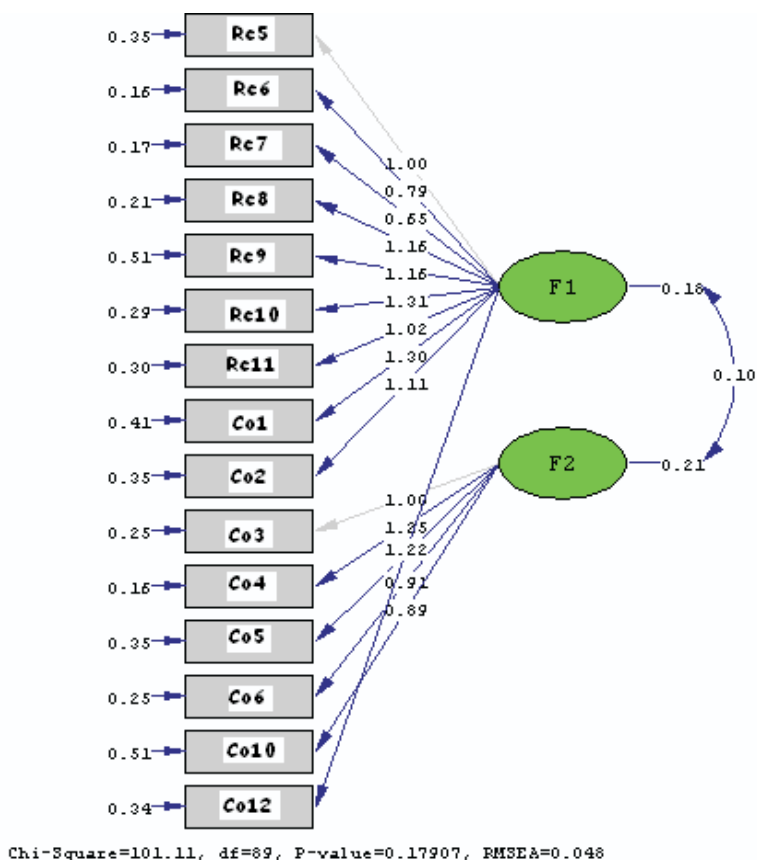 0.35 Rc5
0.16 Rc6
0.17 Rc7
1.00
0.79
0.21 Rc8
0.65
1.16
0.51 Rc9
1.16
F1 0.18
0.29 Rc10
1.31
1.02
0.30 Rc11
1.30
0.10
1.11
0.41 Co1
0.35 Co2
F2 0.21
1.00
0.25 Co3
1.25
1.22
0.16 Co4
0.91
0.89
0.35 Co5
0.25 Co6
0.51 Co10
0.34 Co12
Chi-Square=101.11, df=89, P-value=0.17907, RMSEA=0.048